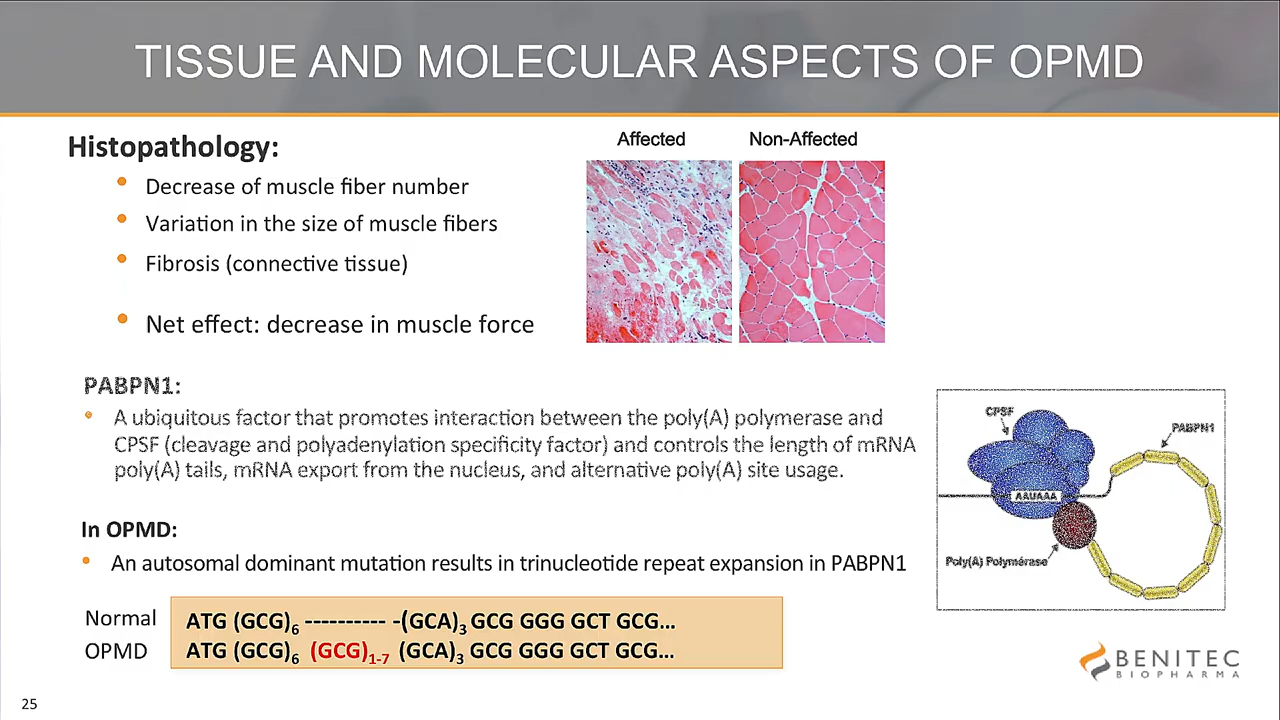 TISSUE AND MOLECULAR ASPECTS OF OPMD
Histopathology:
• Decrease of muscle fiber number
• Variation in the size of muscle fibers
• Fibrosis (connective tissue)
• Net effect: decrease in muscle force
Affected
Non-Affected
PABPN1:
• A ubiquitous factor that promotes interaction between the poly(A) polymerase and
CPSF (cleavage and polyadenylation specificity factor) and controls the length of mRNA
poly(A) tails, mRNA export from the nucleus, and alternative poly(A) site usage.
CPSF
PABPN1
AAUAAA
Poly(A) Polymérase
In OPMD:
• An autosomal dominant mutation results in trinucleotide repeat expansion in PABPN1
Normal ATG (GCG)6 ---------- -(GCA)3 GCG GGG GCT GCG...
OPMD ATG (GCG)6 (GCG)1-7 (GCA)3 GCG GGG GCT GCG...
BENITEC
BIOPHARMA
25